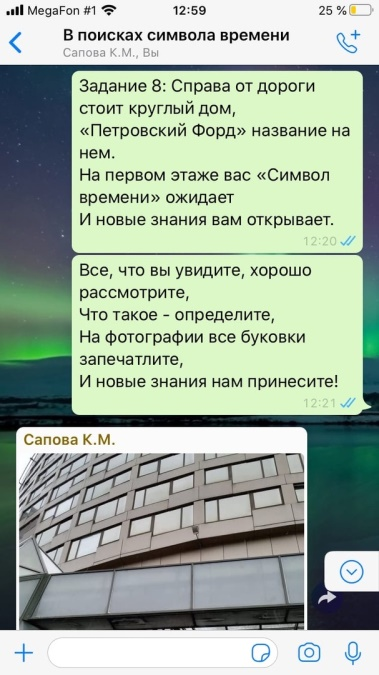 MegaFon #1 12:59 25 %
В поисках символа времени
Сапова К.М., Вы
Задание 8: Справа от дороги
стоит круглый дом,
«Петровский Форд» название на
нем.
На первом этаже вас «Символ
времени» ожидает
И новые знания вам открывает.
12:20
Все, что вы увидите, хорошо
рассмотрите,
Что такое - определите,
На фотографии все буковки
запечатлите,
И новые знания нам принесите!
12:21
Сапова К.М.